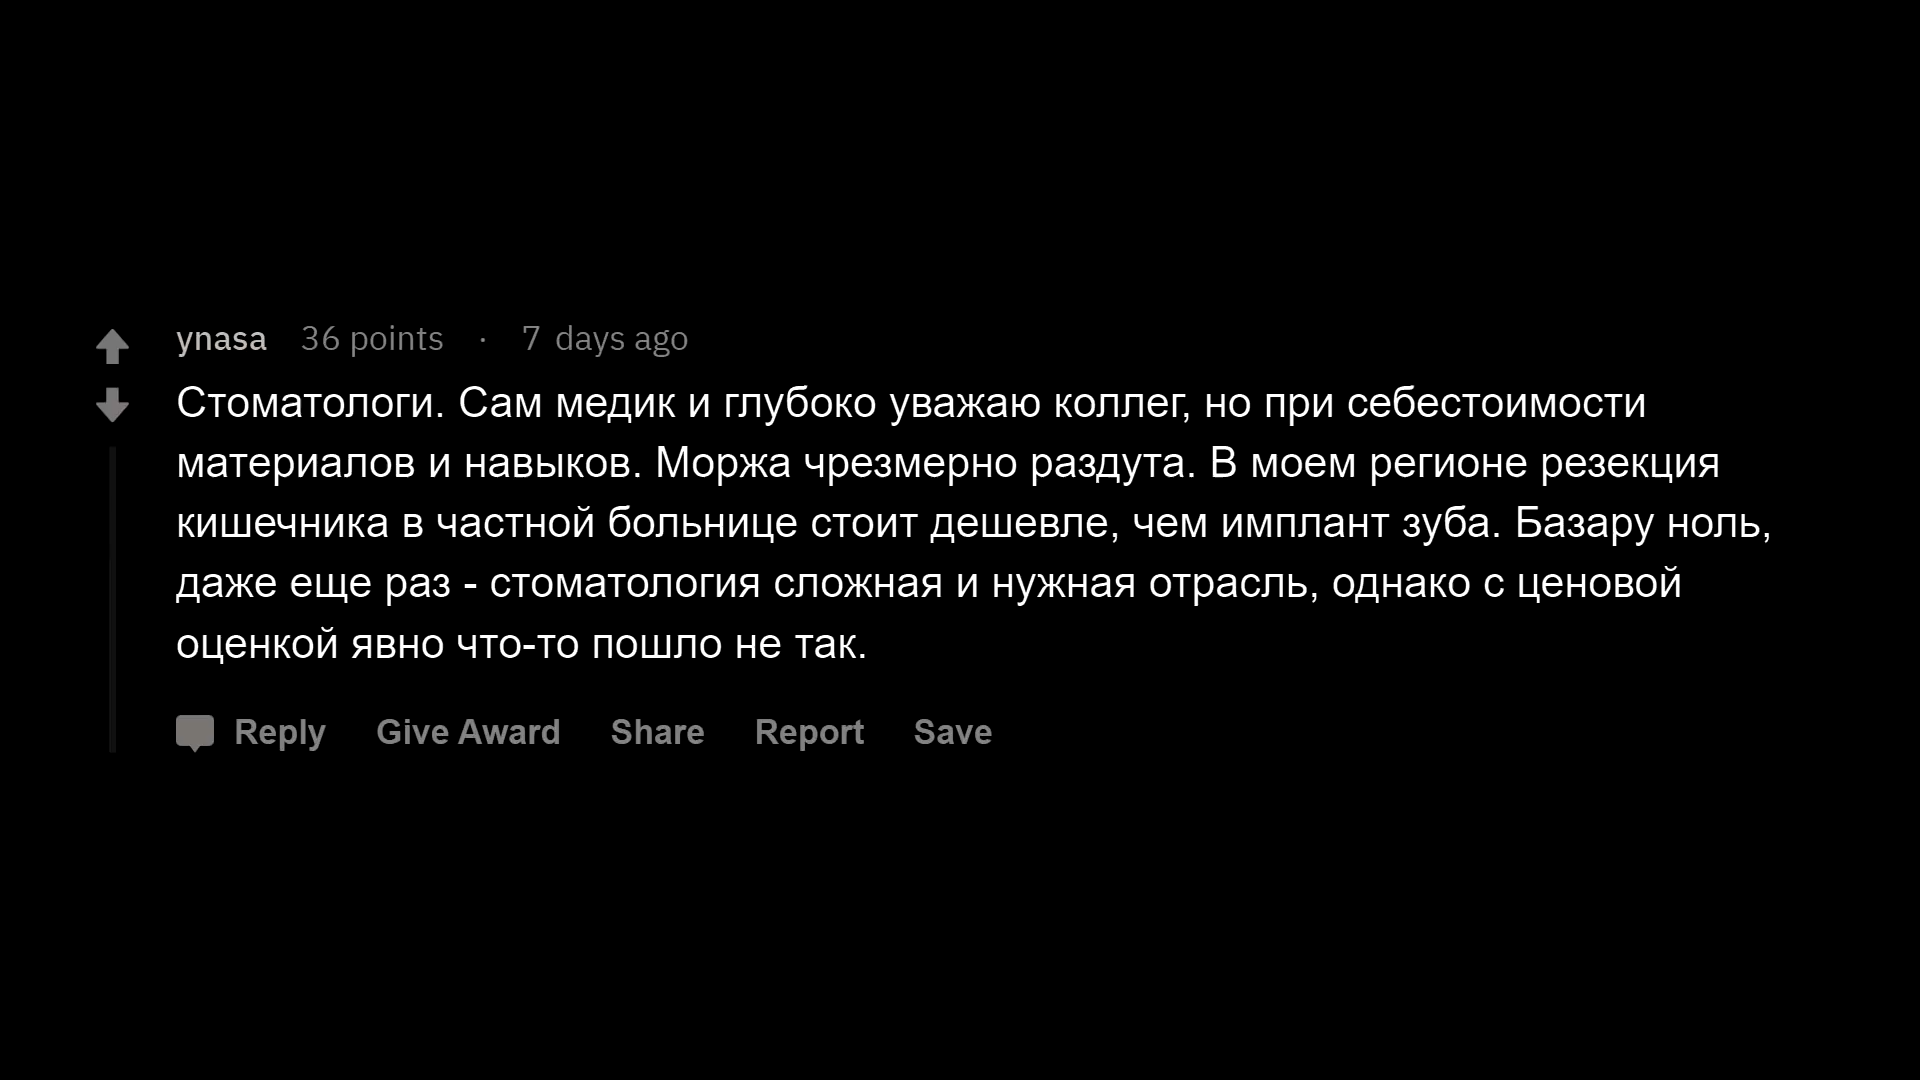 ynasa 36 points · 7 days ago
Стоматологи. Сам медик и глубоко уважаю коллег, но при себестоимости
материалов и навыков. Моржа чрезмерно раздута. В моем регионе резекция
кишечника в частной больнице стоит дешевле, чем имплант зуба. Базару ноль,
даже еще раз - стоматология сложная и нужная отрасль, однако с ценовой
оценкой явно что-то пошло не так.
Reply Give Award Share Report Save